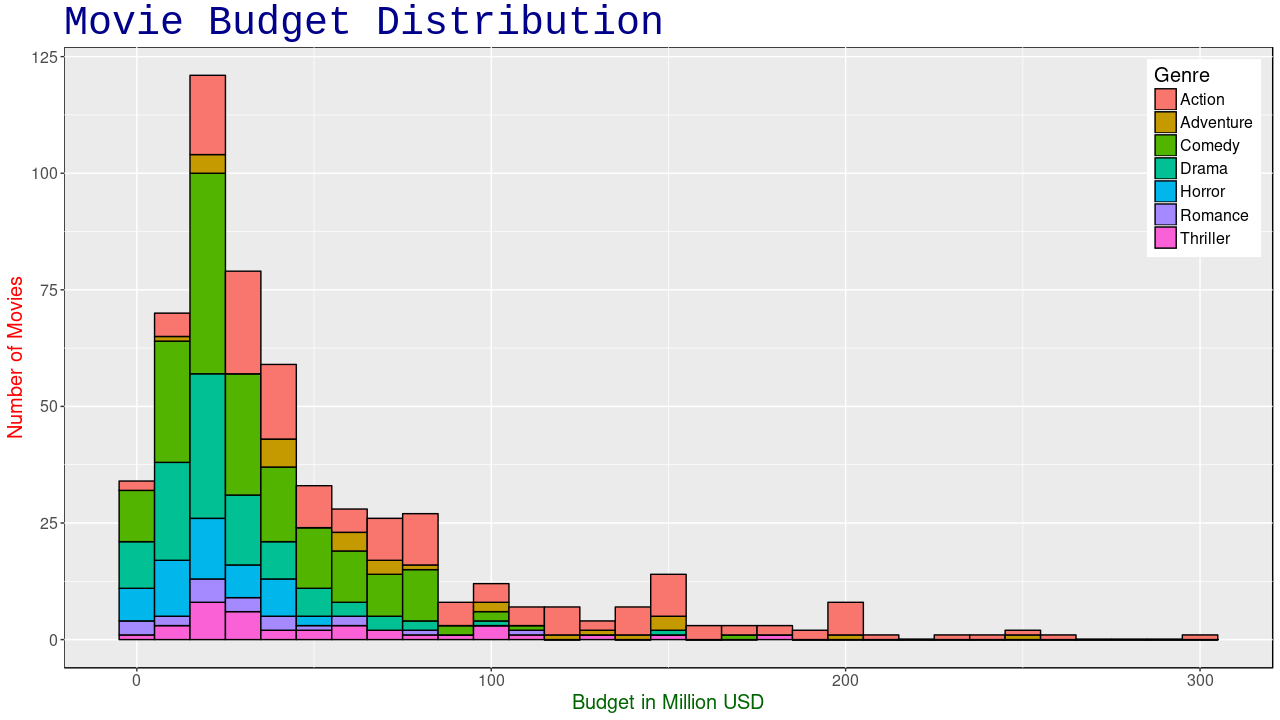 Movie Budget Distribution
Number of Movies
125
100
75
50
25
0
Genre
Action
Adventure
Comedy
Drama
Horror
Romance
Thriller
0 100 200 300
Budget in Million USD